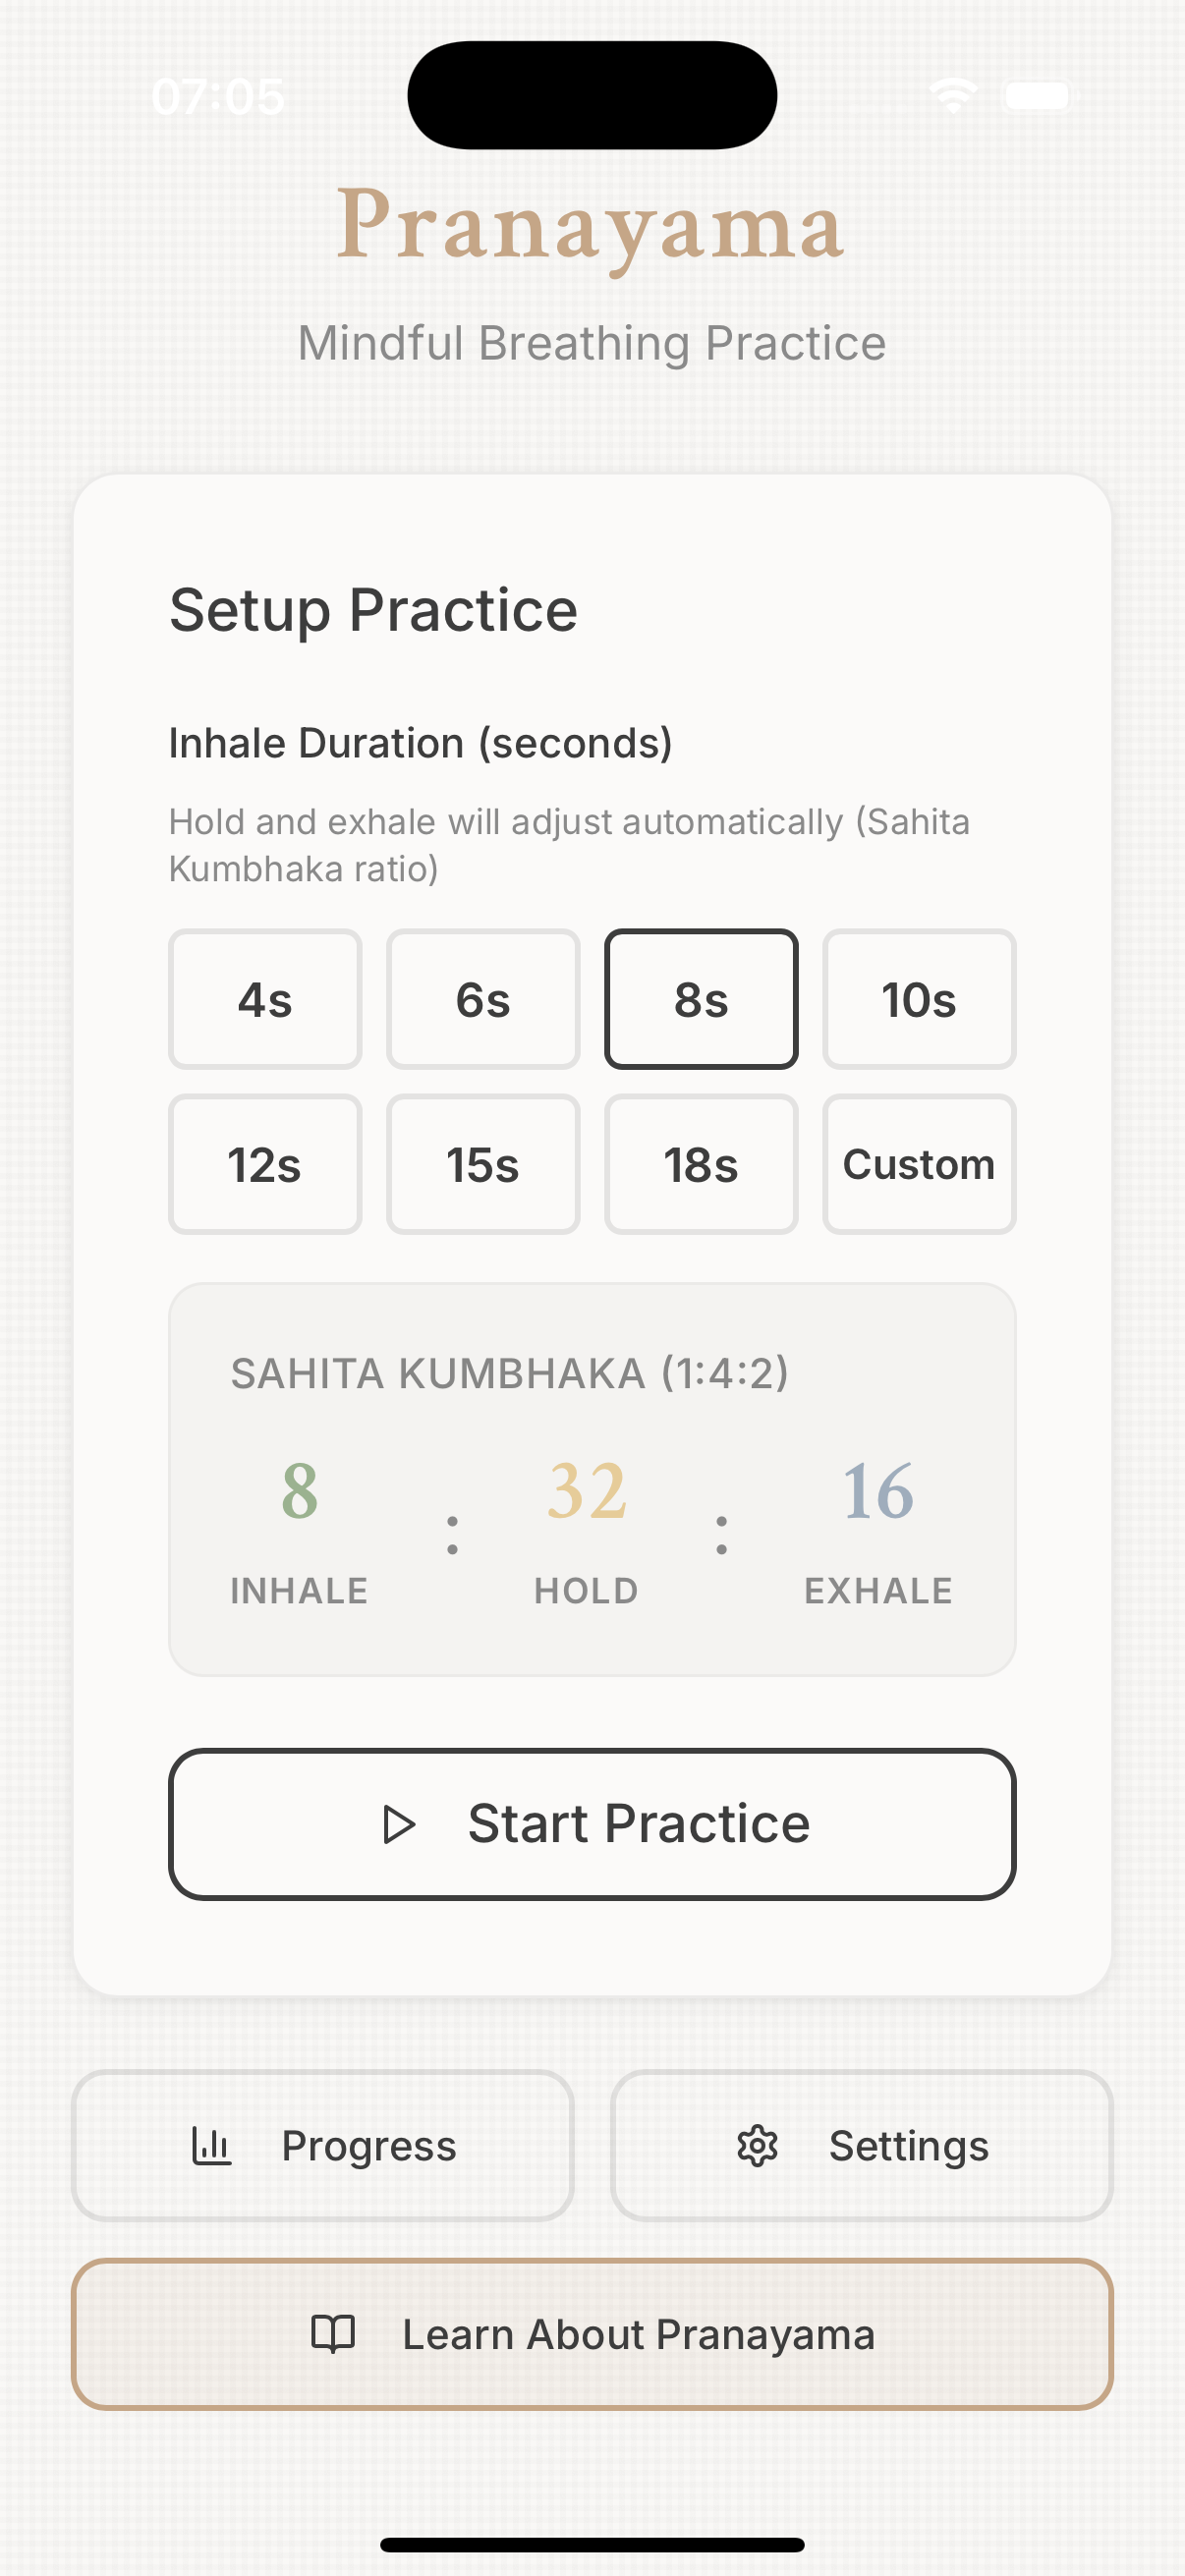 07:05
Pranayama
Mindful Breathing Practice
Setup Practice
Inhale Duration (seconds)
Hold and exhale will adjust automatically (Sahita
Kumbhaka ratio)
4s 6s 8s 10s
12s 15s 18s Custom
SAHITA KUMBHAKA (1:4:2)
8 : 32 : 16
INHALE HOLD EXHALE
Start Practice
Progress Settings
Learn About Pranayama